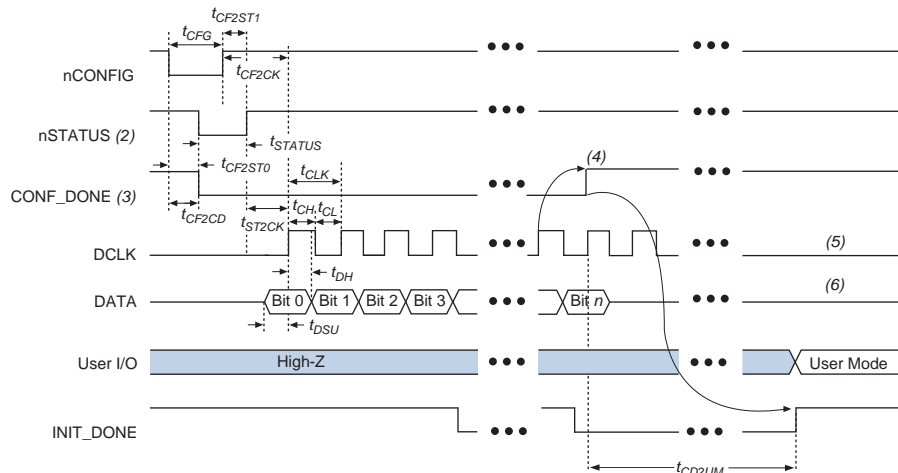 tCF2ST1
tCFG
tCF2CK
nCONFIG
nSTATUS (2)
tSTATUS
tCF2ST0
tCLK
(4)
CONF_DONE (3)
tCH
tCL
tCF2CD
tST2CK
DCLK
(5)
tDH
DATA
Bit 0
Bit 1
Bit 2
Bit 3
Bit n
(6)
tDSU
User I/O
High-Z
User Mode
INIT_DONE
tCD2UM